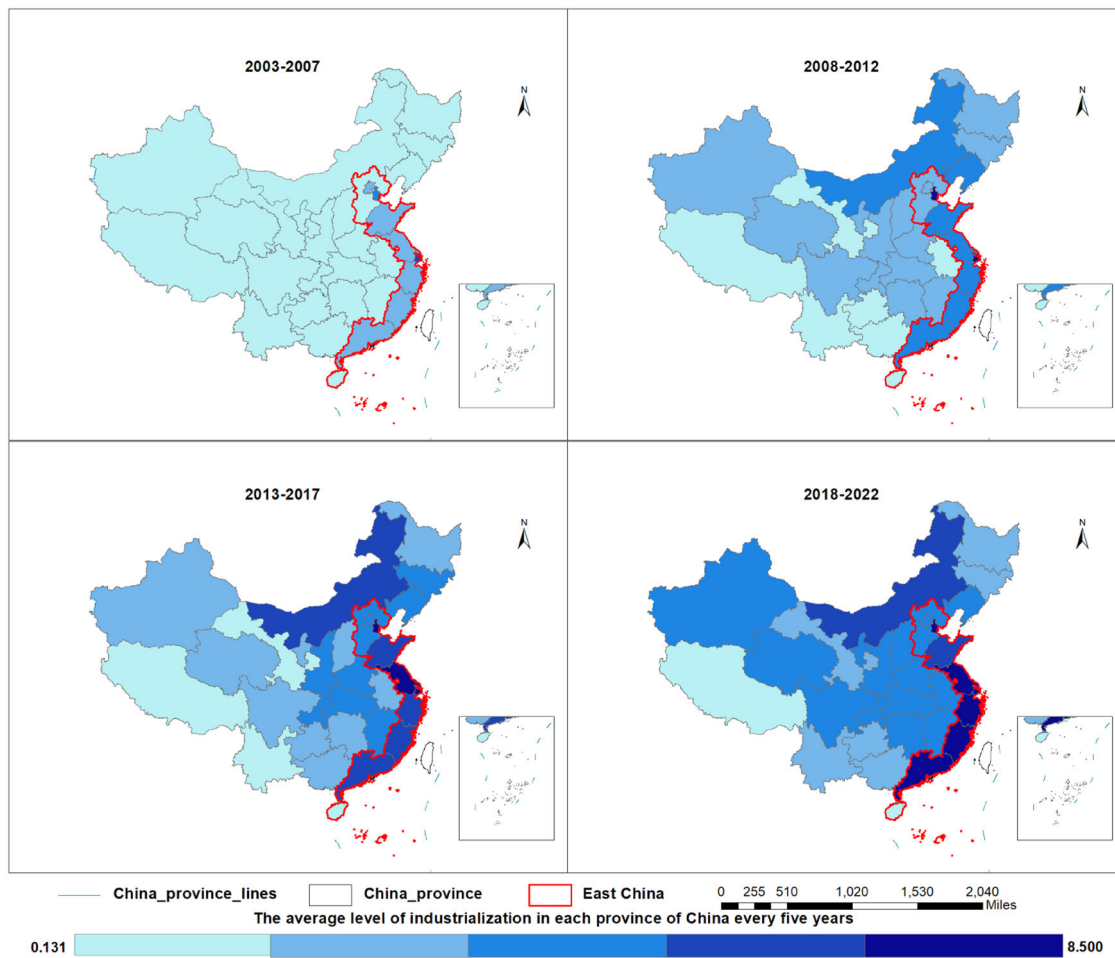 2003-2007
N
2008-2012
N
2013-2017
N
2018-2022
N
China_province_lines
China_province
East China
0 255 510 1,020 1,530 2,040
Miles
The average level of industrialization in each province of China every five years
0.131
8.500